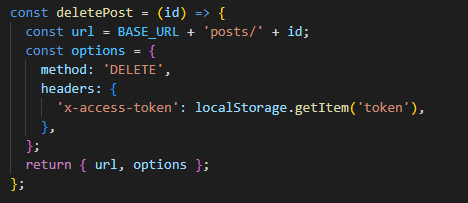 const deletePost = (id) => {
  const url = BASE_URL + 'posts/' + id;
  const options = {
    method: 'DELETE',
    headers: {
      'x-access-token': localStorage.getItem('token'),
    },
  };
  return { url, options };
};